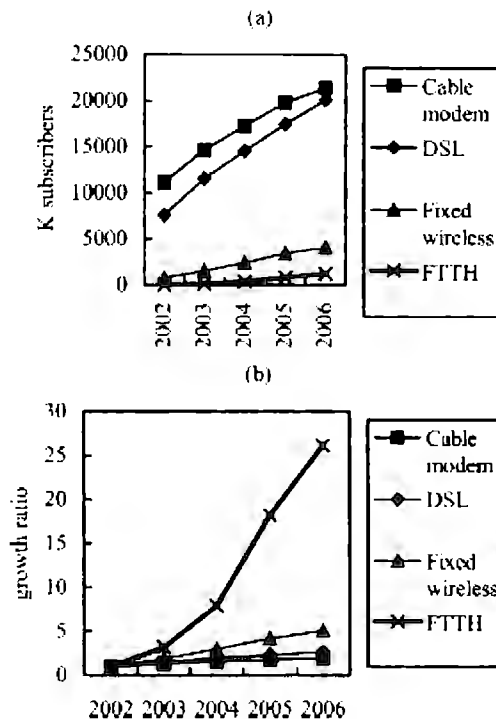 (a)
K subscribers
25000
20000
15000
10000
5000
0
2002
2003
2004
2005
2006
Cable
modem
DSL
Fixed
wireless
FTTH
(b)
growth ratio
30
25
20
15
10
5
0
2002 2003 2004 2005 2006
Cable
modem
DSL
Fixed
wireless
FTTH